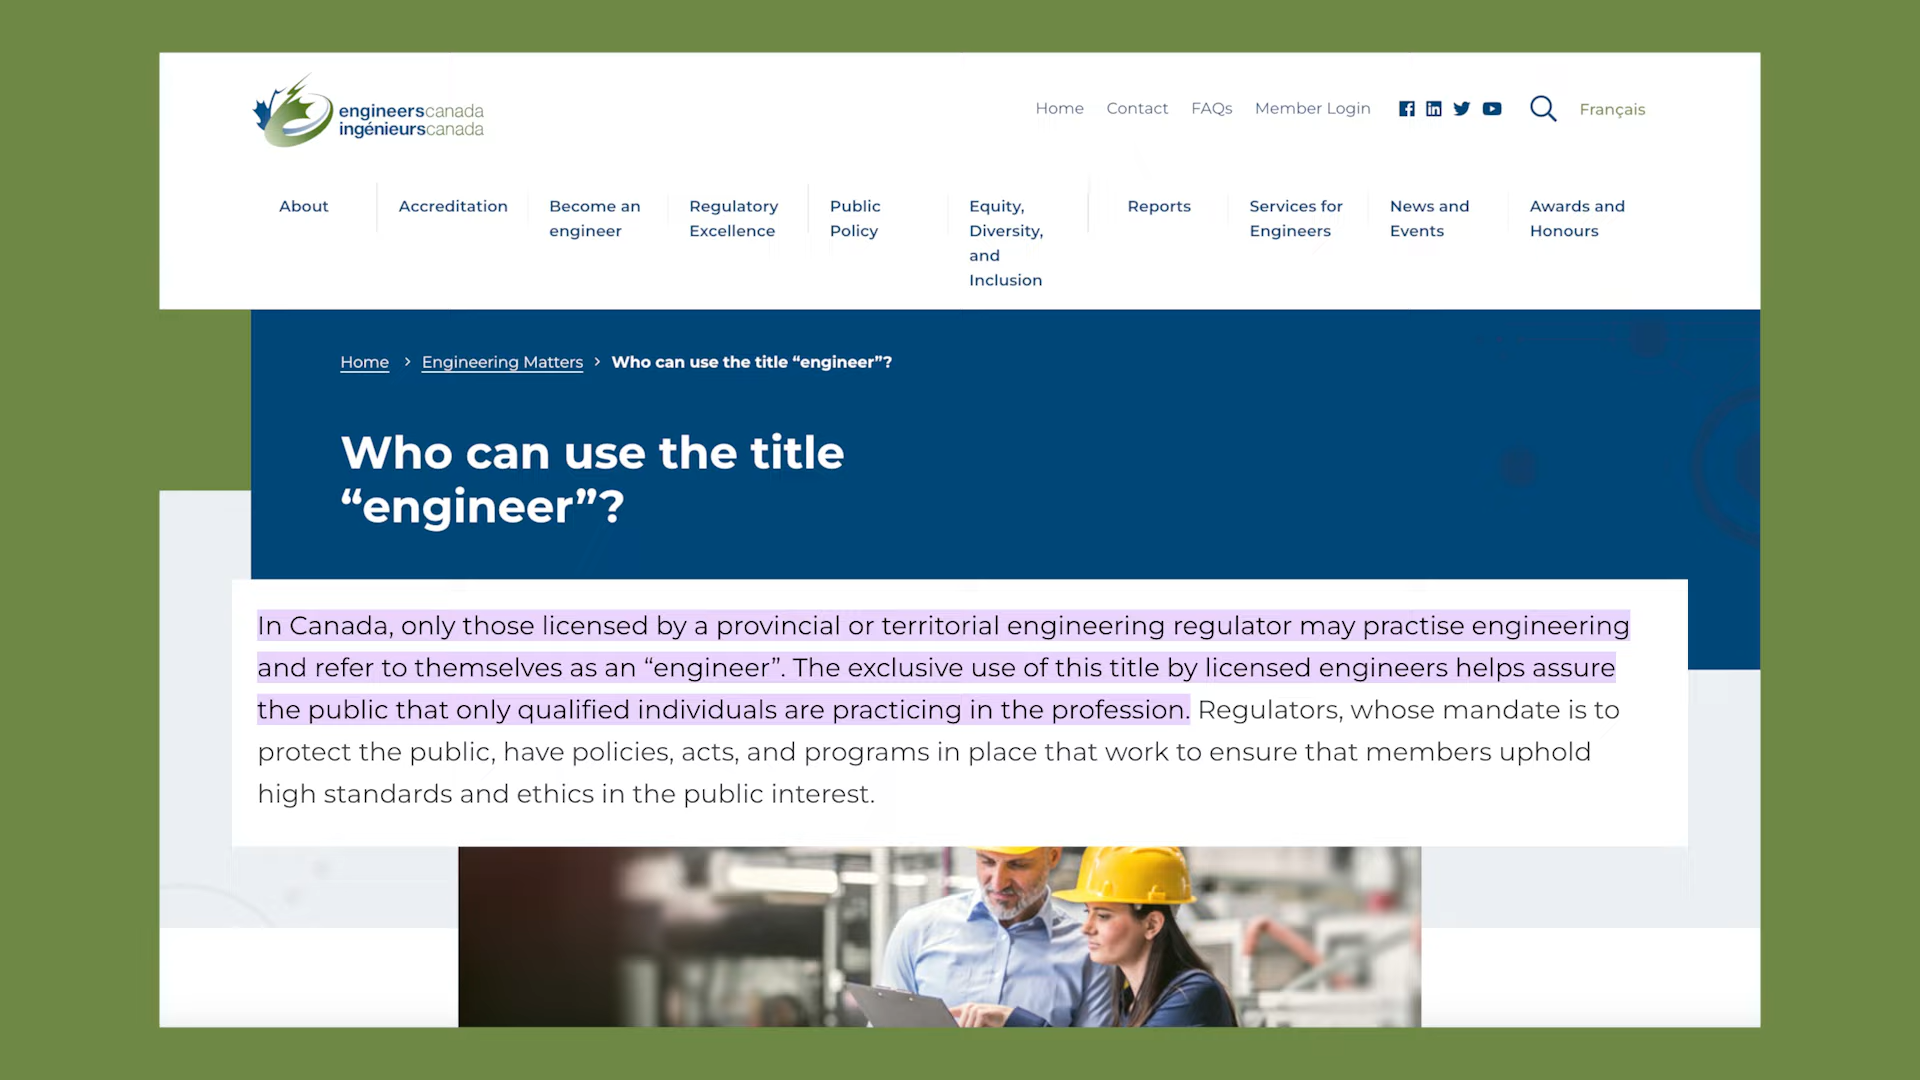 engineerscanada
ingénieurscanada
Home Contact FAQs Member Login Français
About
Accreditation
Become an
engineer
Regulatory
Excellence
Public
Policy
Equity,
Diversity,
and
Inclusion
Reports
Services for
Engineers
News and
Events
Awards and
Honours
Home > Engineering Matters > Who can use the title “engineer”?
Who can use the title
“engineer”?
In Canada, only those licensed by a provincial or territorial engineering regulator may practise engineering
and refer to themselves as an “engineer”. The exclusive use of this title by licensed engineers helps assure
the public that only qualified individuals are practicing in the profession. Regulators, whose mandate is to
protect the public, have policies, acts, and programs in place that work to ensure that members uphold
high standards and ethics in the public interest.